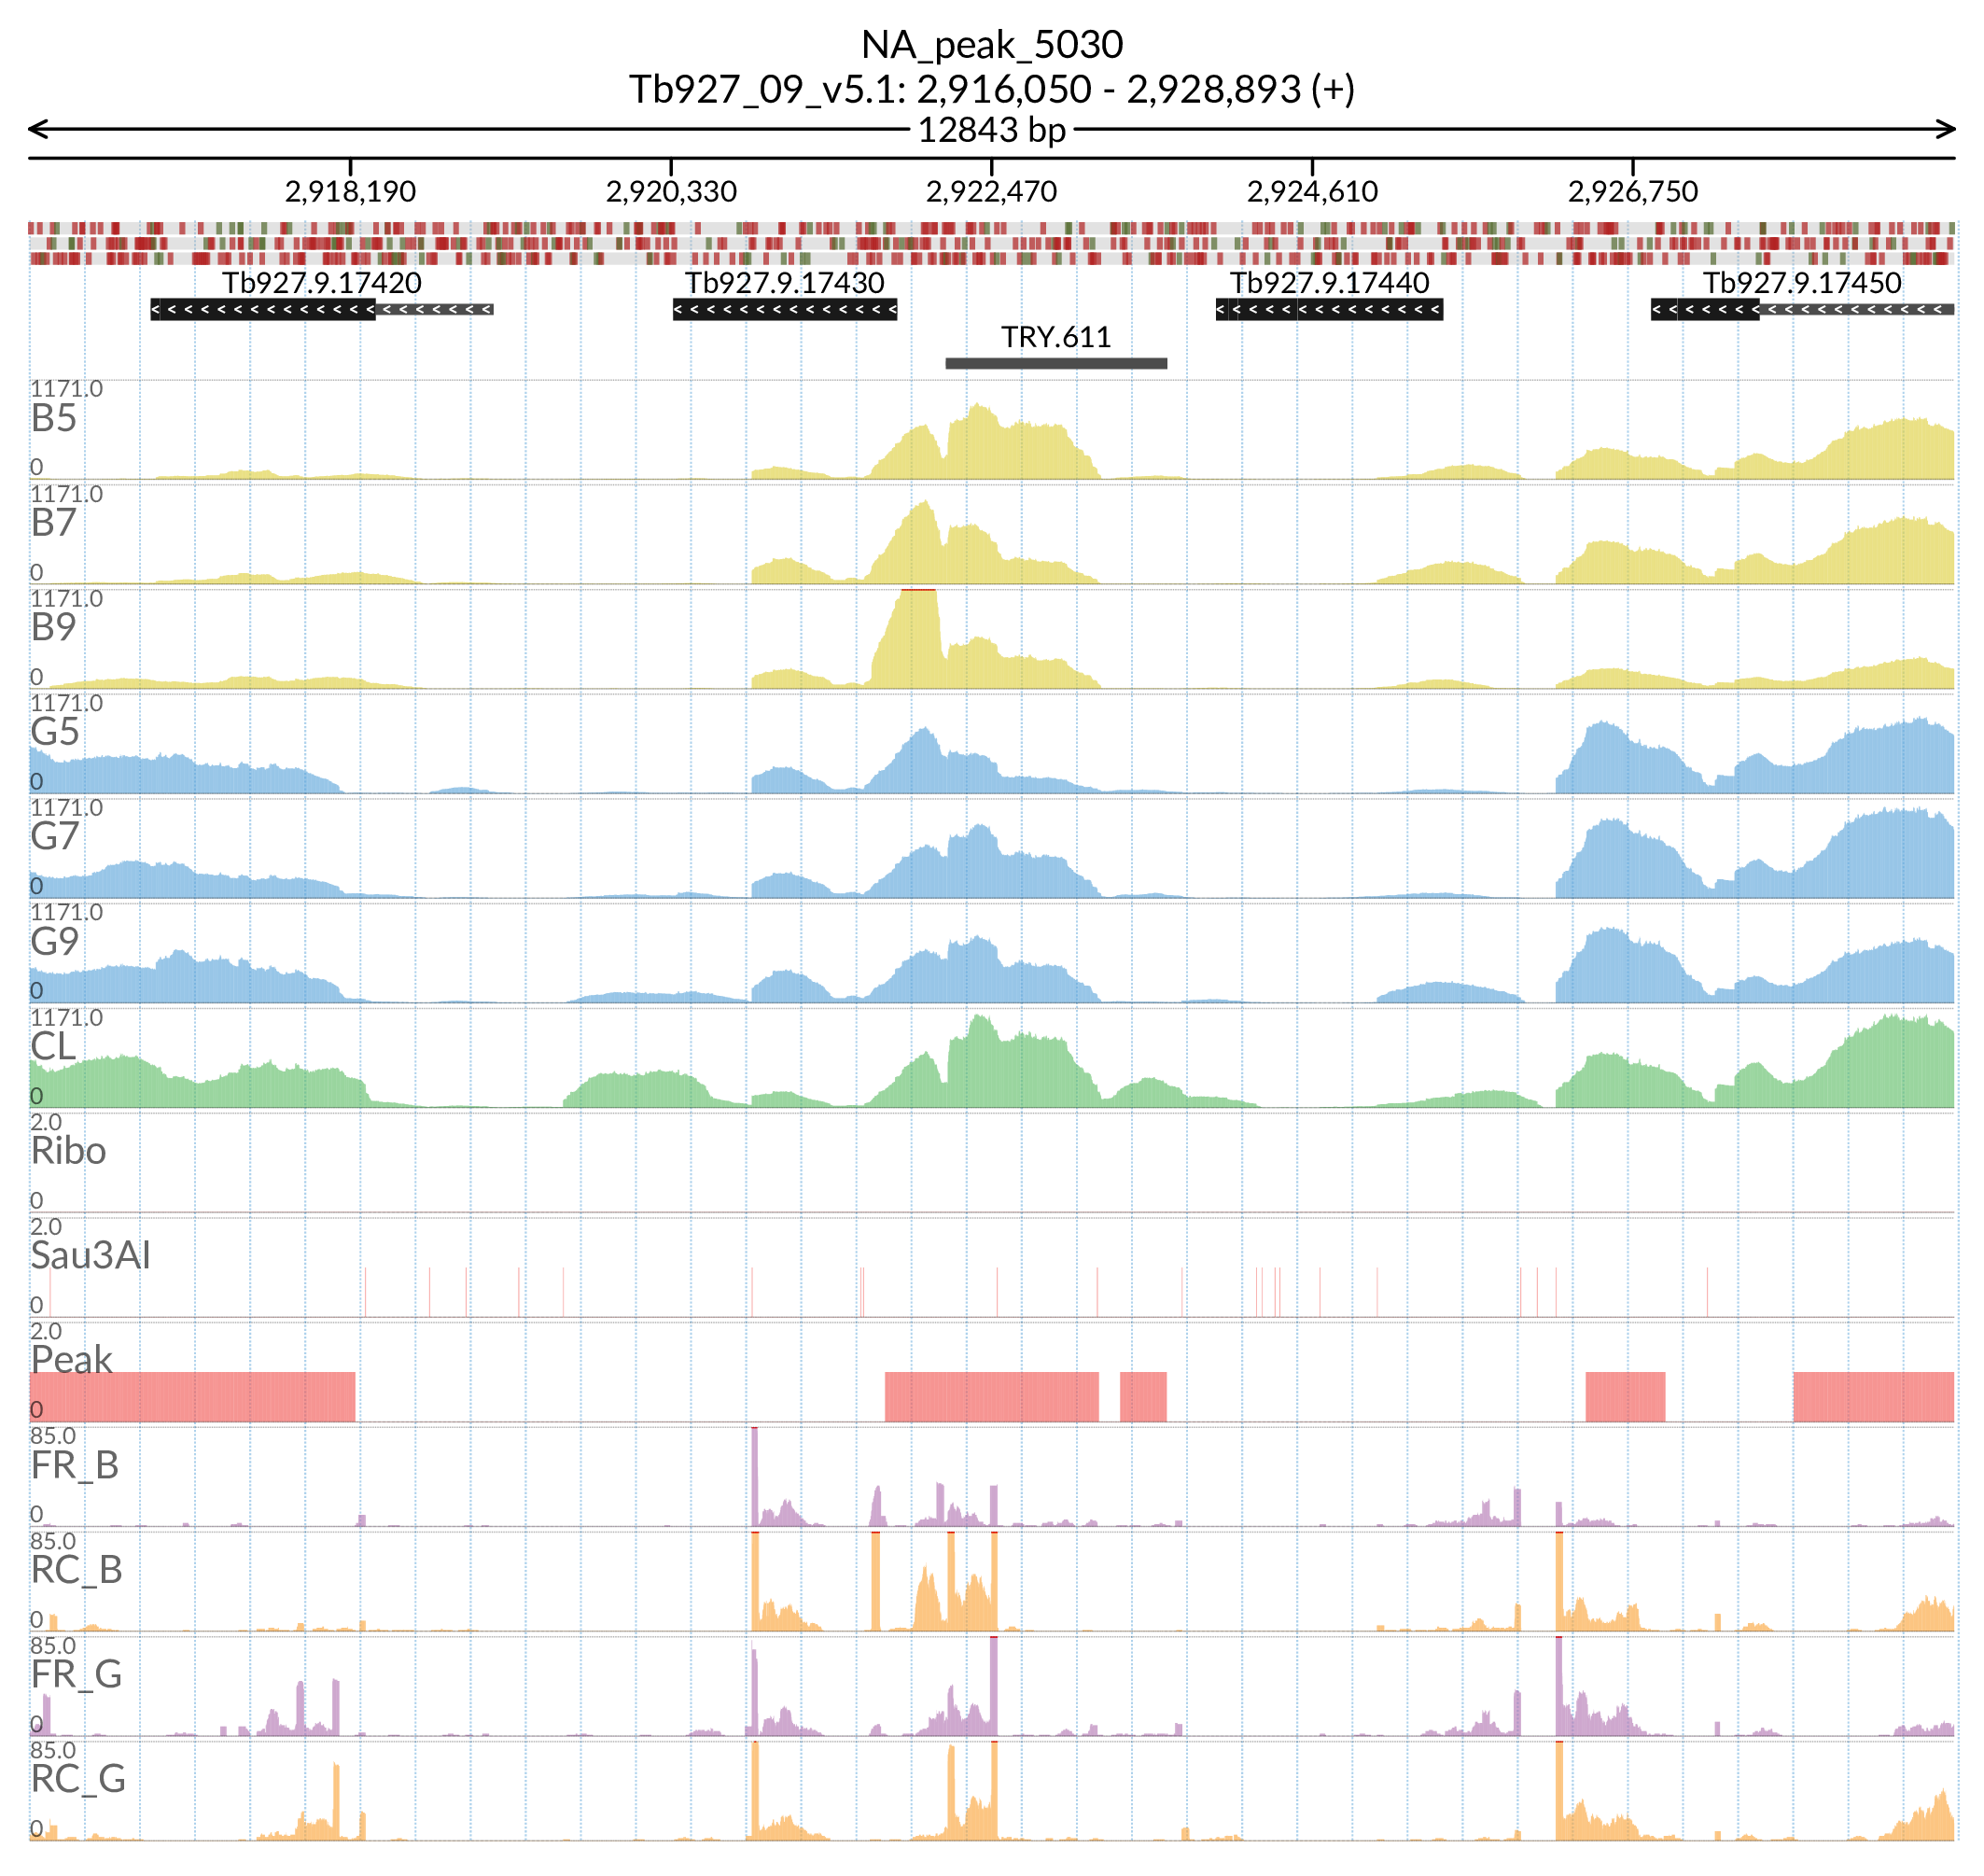 NA_peak_5030
Tb927_09_v5.1: 2,916,050 - 2,928,893 (+)
12843 bp
2,918,190 2,920,330 2,922,470 2,924,610 2,926,750
Tb927.9.17420 Tb927.9.17430 Tb927.9.17440 Tb927.9.17450
TRY.611
1171.0
B5
0
1171.0
B7
0
1171.0
B9
0
1171.0
G5
0
1171.0
G7
0
1171.0
G9
0
1171.0
CL
0
2.0
Ribo
0
2.0
Sau3AI
0
2.0
Peak
0
85.0
FR_B
0
85.0
RC_B
0
85.0
FR_G
0
85.0
RC_G
0